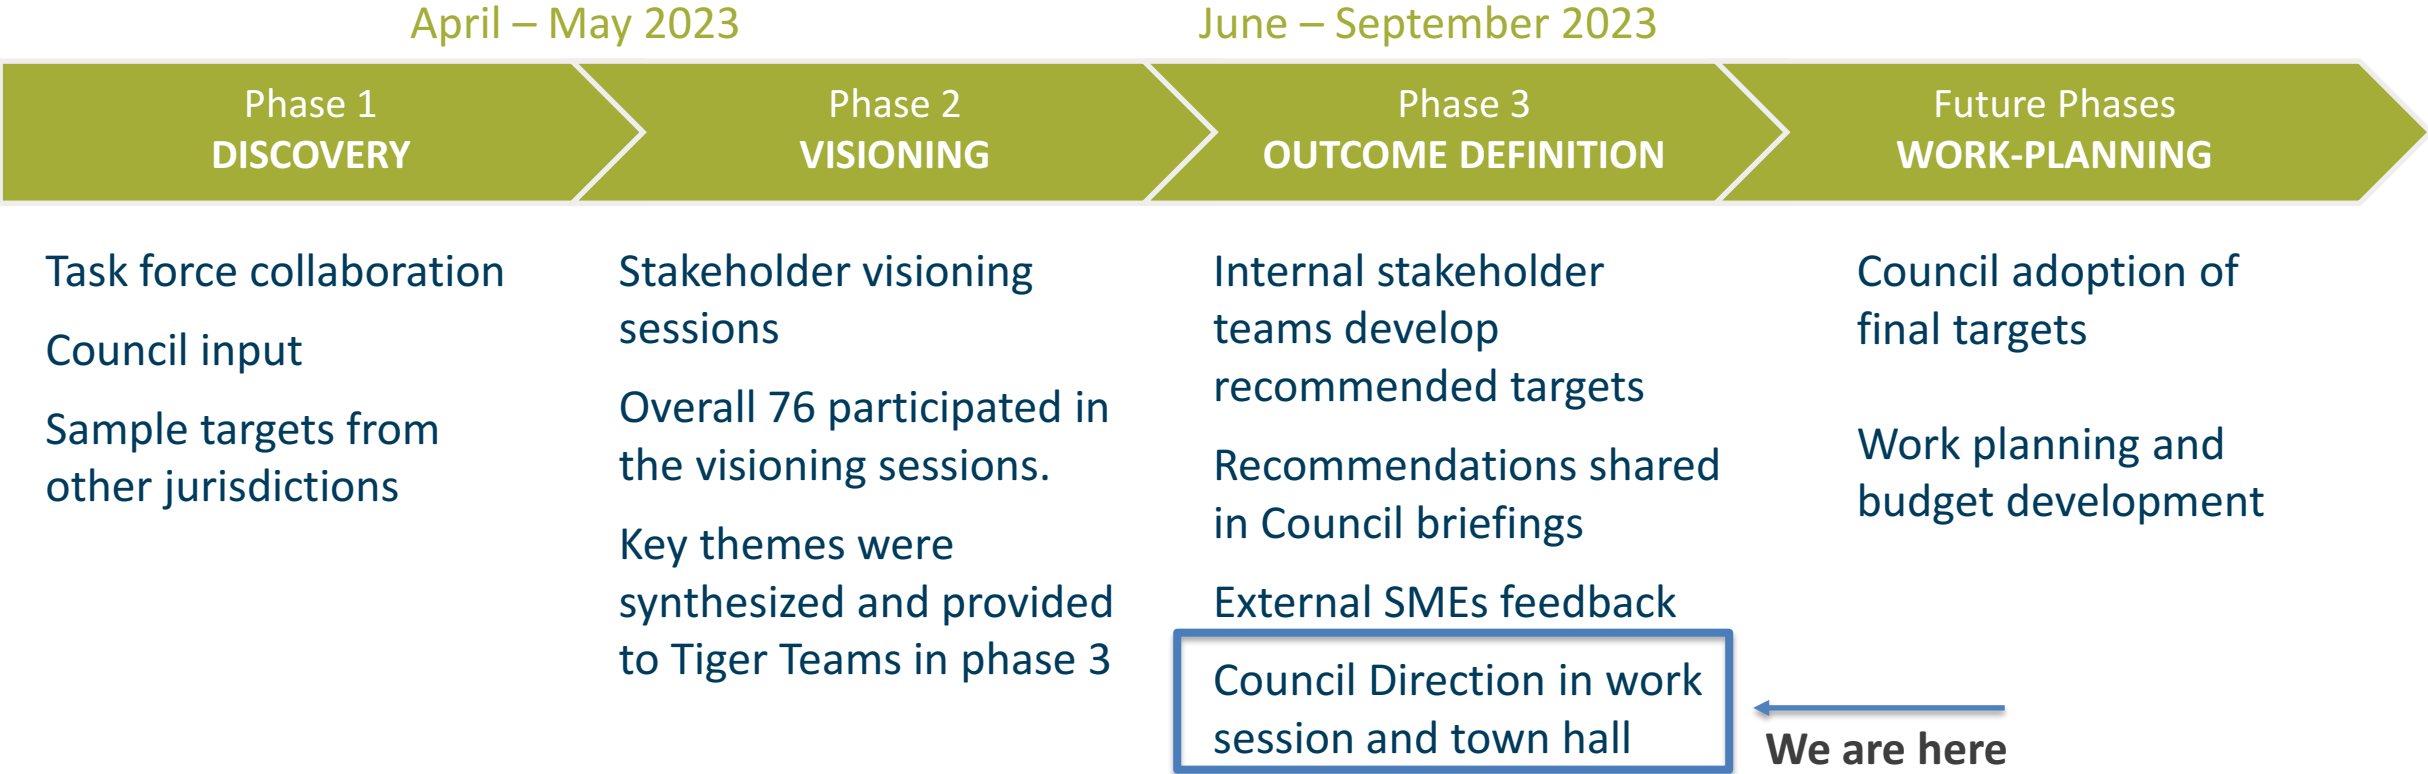 April – May 2023
June – September 2023
Phase 1
DISCOVERY
Phase 2
VISIONING
Phase 3
OUTCOME DEFINITION
Future Phases
WORK-PLANNING
Task force collaboration
Council input
Sample targets from
other jurisdictions
Stakeholder visioning
sessions
Overall 76 participated in
the visioning sessions.
Key themes were
synthesized and provided
to Tiger Teams in phase 3
Internal stakeholder
teams develop
recommended targets
Recommendations shared
in Council briefings
External SMEs feedback
Council Direction in work
session and town hall
We are here
Council adoption of
final targets
Work planning and
budget development